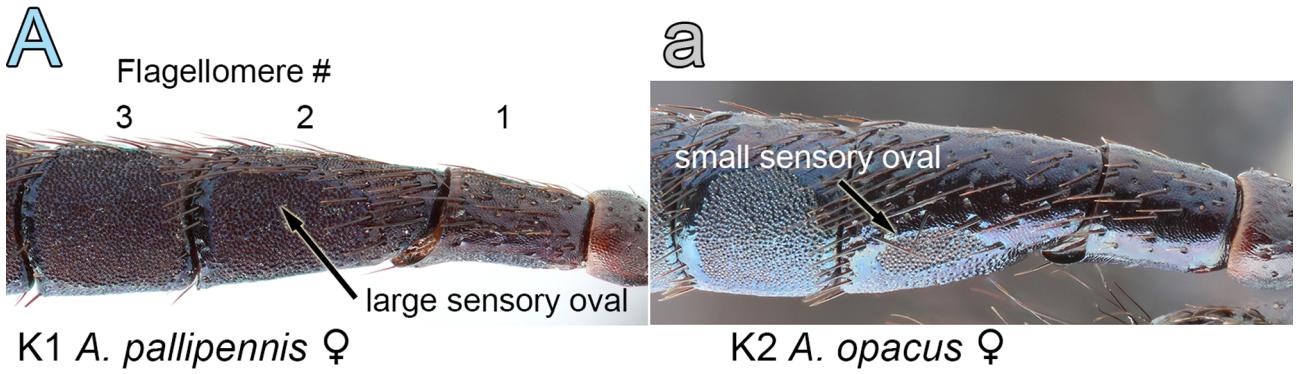 A
Flagellomere #
3 2 1
large sensory oval
K1 A. pallipennis ♀
a
small sensory oval
K2 A. opacus ♀